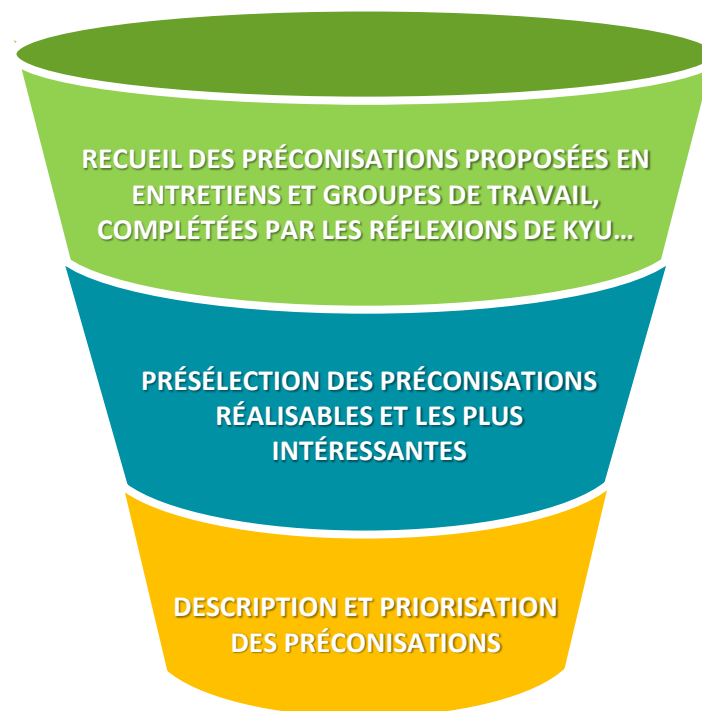 RECUEIL DES PRÉCONISATIONS PROPOSÉES EN
ENTRETIENS ET GROUPES DE TRAVAIL,
COMPLÉTÉES PAR LES RÉFLEXIONS DE KYU…
PRÉSÉLECTION DES PRÉCONISATIONS
RÉALISABLES ET LES PLUS
INTÉRESSANTES
DESCRIPTION ET PRIORISATION
DES PRÉCONISATIONS